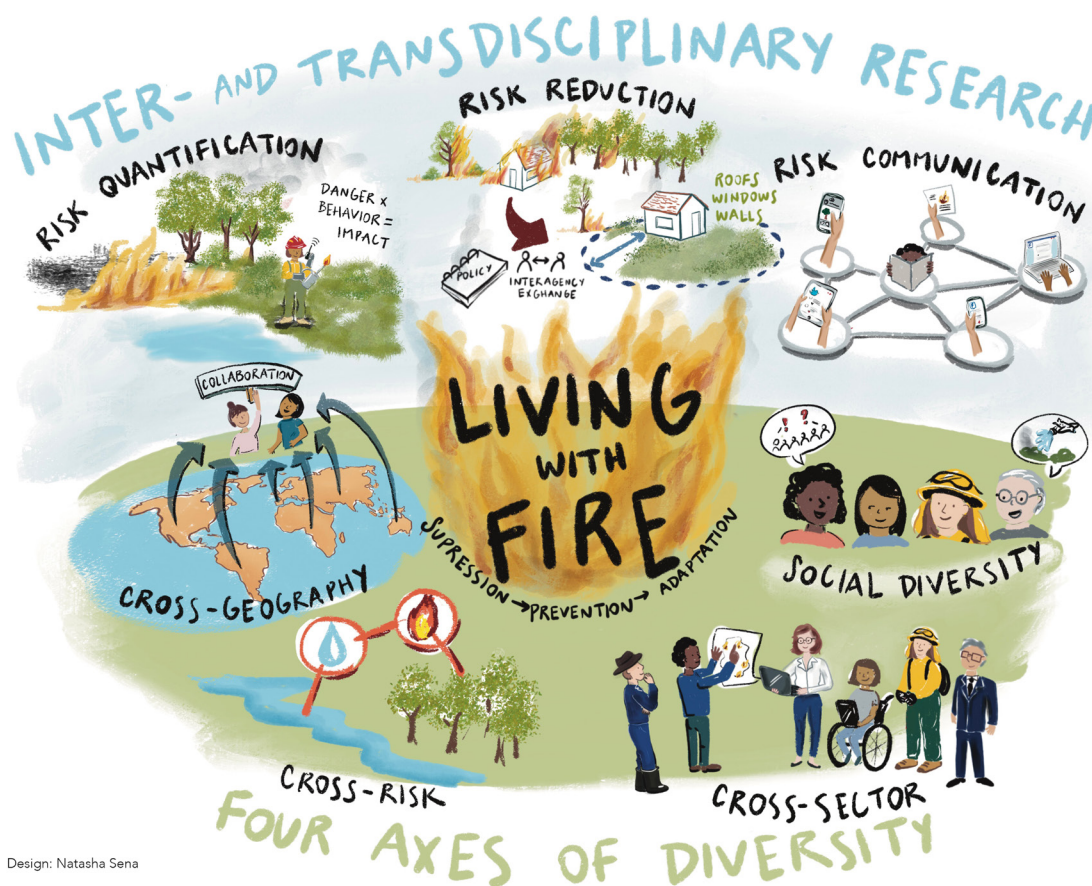 INTER- AND TRANSDISCIPLINARY RESEARCH
RISK QUANTIFICATION
DANGER X
BEHAVIOR =
IMPACT
RISK REDUCTION
ROOFS
WINDOWS
WALLS
POLICY
INTERAGENCY
EXCHANGE
RISK COMMUNICATION
LIVING
WITH
FIRE
SUPRESSION → PREVENTION → ADAPTATION
COLLABORATION
CROSS-GEOGRAPHY
! ?
SOCIAL DIVERSITY
CROSS-RISK
CROSS-SECTOR
FOUR AXES OF DIVERSITY
Design: Natasha Sena